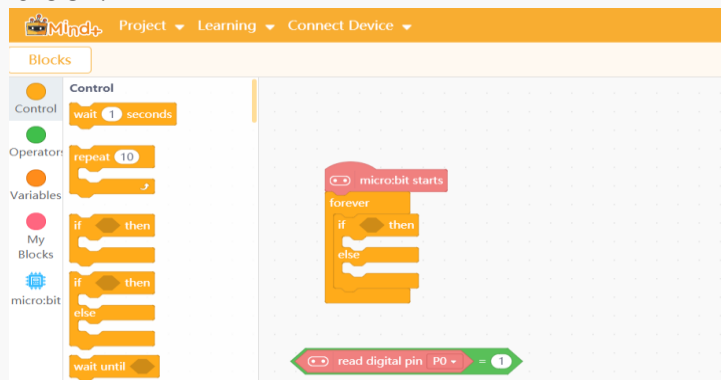 Mind+ Project Learning Connect Device
Blocks
Control
Operators
Variables
My
Blocks
micro:bit
Control
wait 1 seconds
repeat 10
if then
if then
else
wait until
micro:bit starts
forever
if then
else
read digital pin P0 = 1